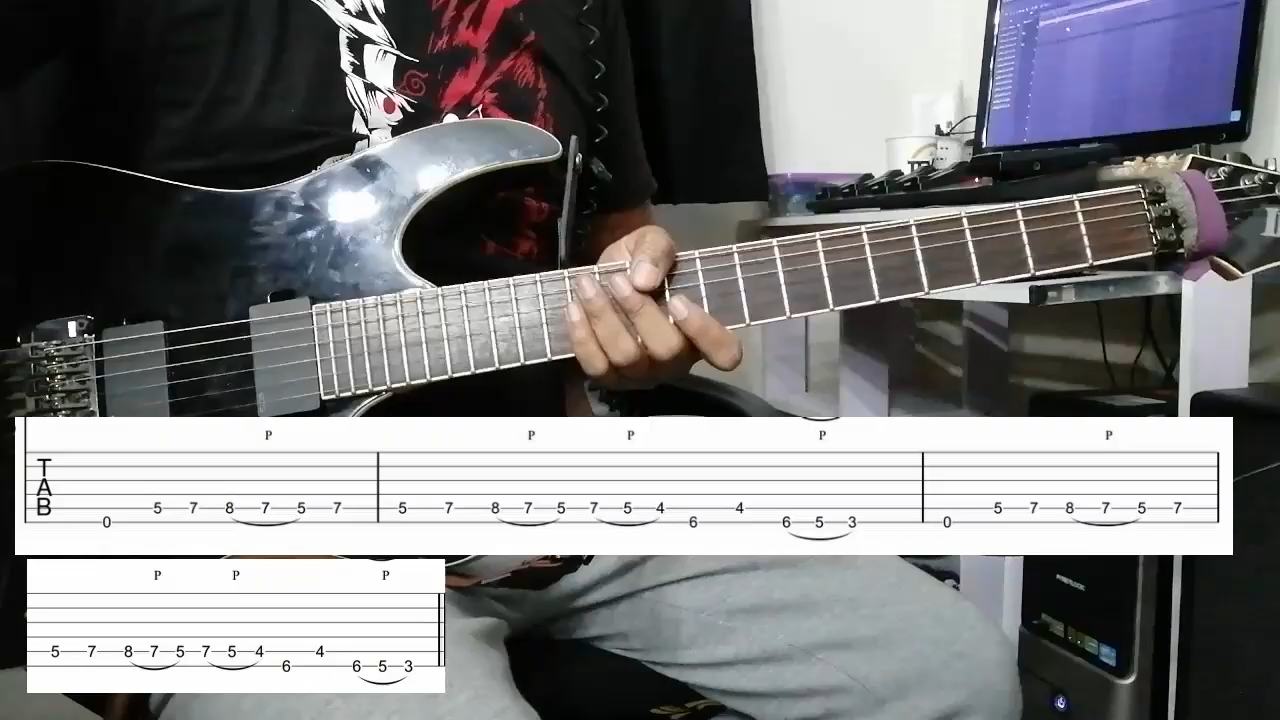 P P P P P
T
A
B
5 7 8 7 5 7 5 7 8 7 5 7 5 4 4 5 7 8 7 5 7
0 6 6 5 3 0
P P P
5 7 8 7 5 7 5 4 4
6 6 5 3